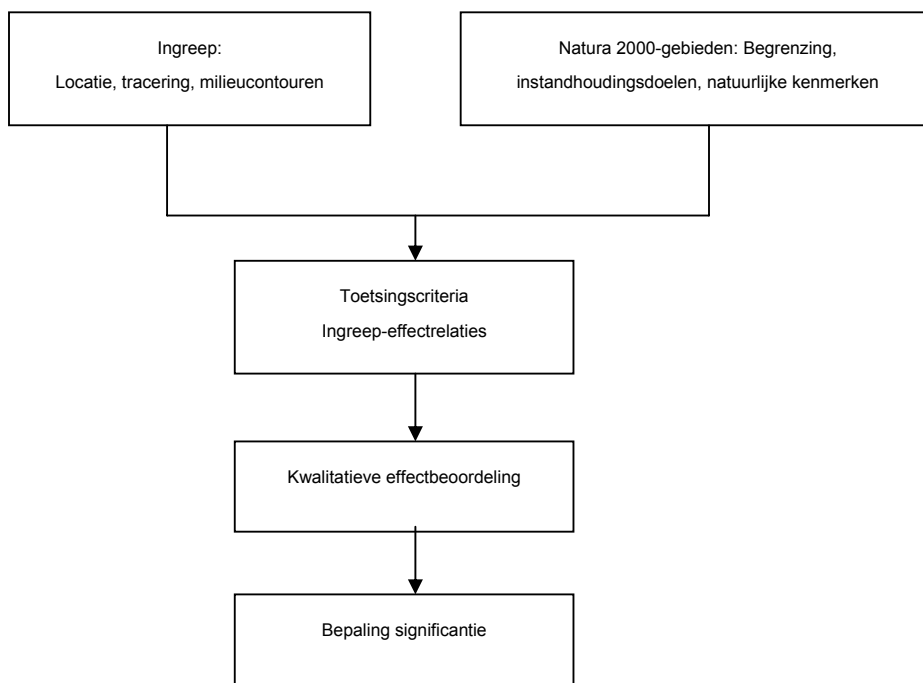 Ingreep:
Locatie, tracering, milieucontouren
Natura 2000-gebieden: Begrenzing,
instandhoudingsdoelen, natuurlijke kenmerken
Toetsingscriteria
Ingreep-effectrelaties
Kwalitatieve effectbeoordeling
Bepaling significantie